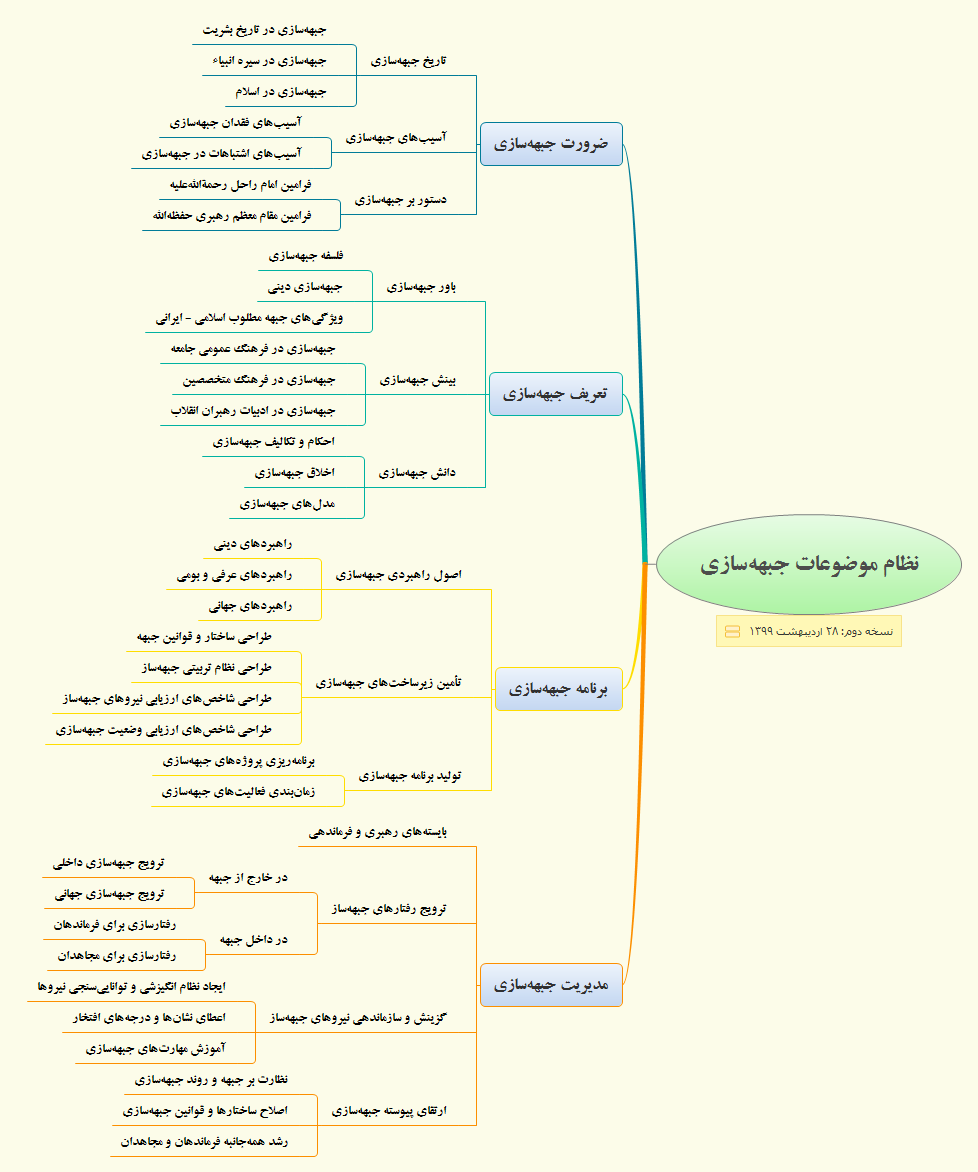 نظام موضوعات جبهه‌سازی
نسخه دوم: ۲۸ اردیبهشت ۱۳۹۹
ضرورت جبهه‌سازی
تاریخ جبهه‌سازی
جبهه‌سازی در تاریخ بشریت
جبهه‌سازی در سیره انبیاء
جبهه‌سازی در اسلام
آسیب‌های جبهه‌سازی
آسیب‌های فقدان جبهه‌سازی
آسیب‌های اشتباهات در جبهه‌سازی
دستور بر جبهه‌سازی
فرامین امام راحل رحمةالله‌علیه
فرامین مقام معظم رهبری حفظه‌الله
تعریف جبهه‌سازی
باور جبهه‌سازی
فلسفه جبهه‌سازی
جبهه‌سازی دینی
ویژگی‌های جبهه مطلوب اسلامی - ایرانی
بینش جبهه‌سازی
جبهه‌سازی در فرهنگ عمومی جامعه
جبهه‌سازی در فرهنگ متخصصین
جبهه‌سازی در ادبیات رهبران انقلاب
دانش جبهه‌سازی
احکام و تکالیف جبهه‌سازی
اخلاق جبهه‌سازی
مدل‌های جبهه‌سازی
برنامه جبهه‌سازی
اصول راهبردی جبهه‌سازی
راهبردهای دینی
راهبردهای عرفی و بومی
راهبردهای جهانی
تأمین زیرساخت‌های جبهه‌سازی
طراحی ساختار و قوانین جبهه
طراحی نظام تربیتی جبهه‌ساز
طراحی شاخص‌های ارزیابی نیروهای جبهه‌ساز
طراحی شاخص‌های ارزیابی وضعیت جبهه‌سازی
تولید برنامه جبهه‌سازی
برنامه‌ریزی پروژه‌های جبهه‌سازی
زمان‌بندی فعالیت‌های جبهه‌سازی
مدیریت جبهه‌سازی
بایسته‌های رهبری و فرماندهی
ترویج رفتارهای جبهه‌ساز
در خارج از جبهه
ترویج جبهه‌سازی داخلی
ترویج جبهه‌سازی جهانی
در داخل جبهه
رفتارسازی برای فرماندهان
رفتارسازی برای مجاهدان
گزینش و سازماندهی نیروهای جبهه‌ساز
ایجاد نظام انگیزشی و توانایی‌سنجی نیروها
اعطای نشان‌ها و درجه‌های افتخار
آموزش مهارت‌های جبهه‌سازی
ارتقای پیوسته جبهه‌سازی
نظارت بر جبهه و روند جبهه‌سازی
اصلاح ساختارها و قوانین جبهه‌سازی
رشد همه‌جانبه فرماندهان و مجاهدان